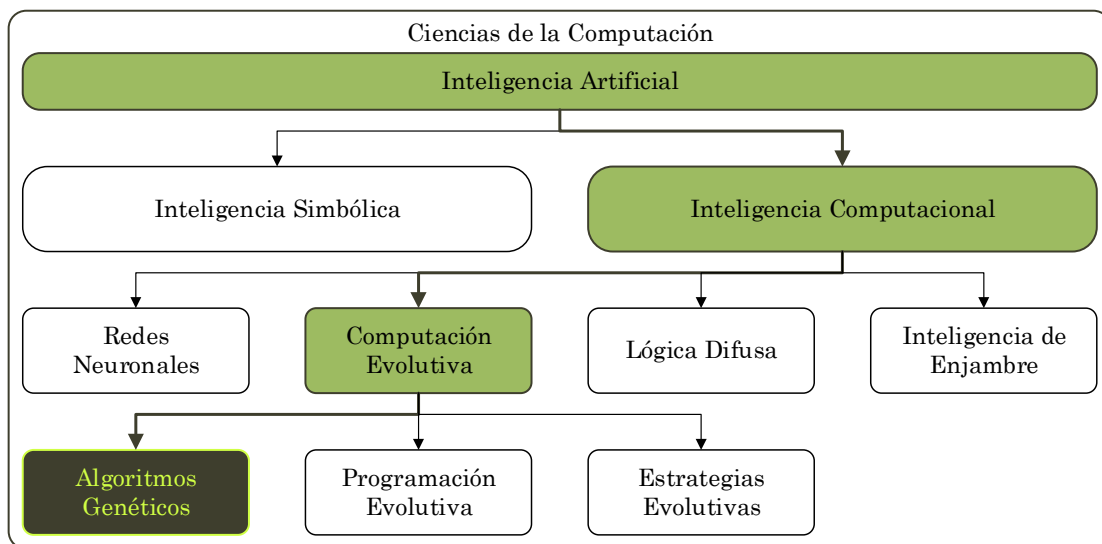 Ciencias de la Computación
Inteligencia Artificial
Inteligencia Simbólica
Inteligencia Computacional
Redes
Neuronales
Computación
Evolutiva
Lógica Difusa
Inteligencia de
Enjambre
Algoritmos
Genéticos
Programación
Evolutiva
Estrategias
Evolutivas